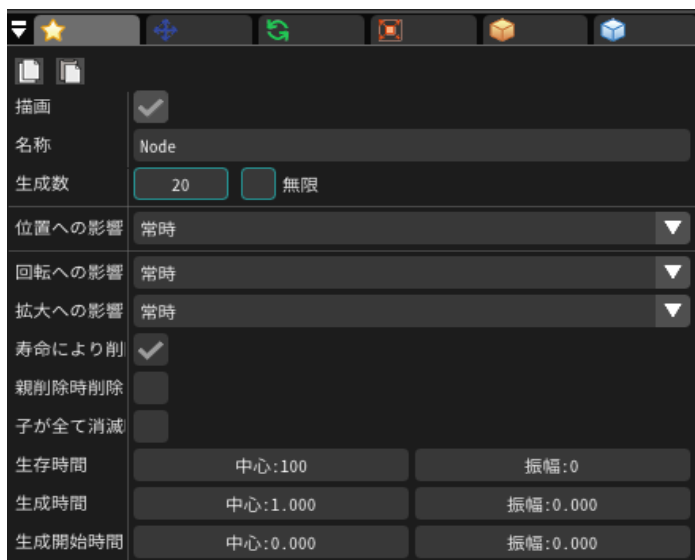 描画
名称 Node
生成数 20 無限
位置への影響 常時
回転への影響 常時
拡大への影響 常時
寿命により削
親削除時削除
子が全て消滅
生存時間 中心:100 振幅:0
生成時間 中心:1.000 振幅:0.000
生成開始時間 中心:0.000 振幅:0.000